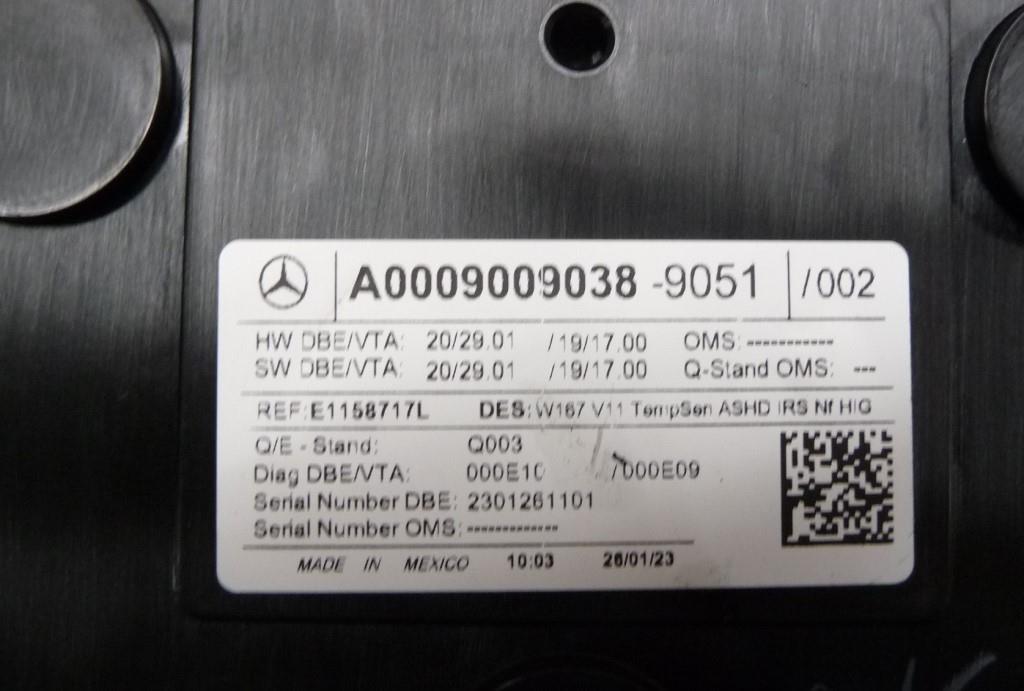 A0009009038 -9051 /002
HW DBE/VTA: 20/29.01 /19/17.00 OMS: -----------
SW DBE/VTA: 20/29.01 /19/17.00 Q-Stand OMS: ---
REF: E1158717L DES: W167 V11 TempSen ASHD IRS Nf HIG
Q/E - Stand: Q003
Diag DBE/VTA: 000E10 /000E09
Serial Number DBE: 2301261101
Serial Number OMS: -------------
MADE IN MEXICO 10:03 26/01/23